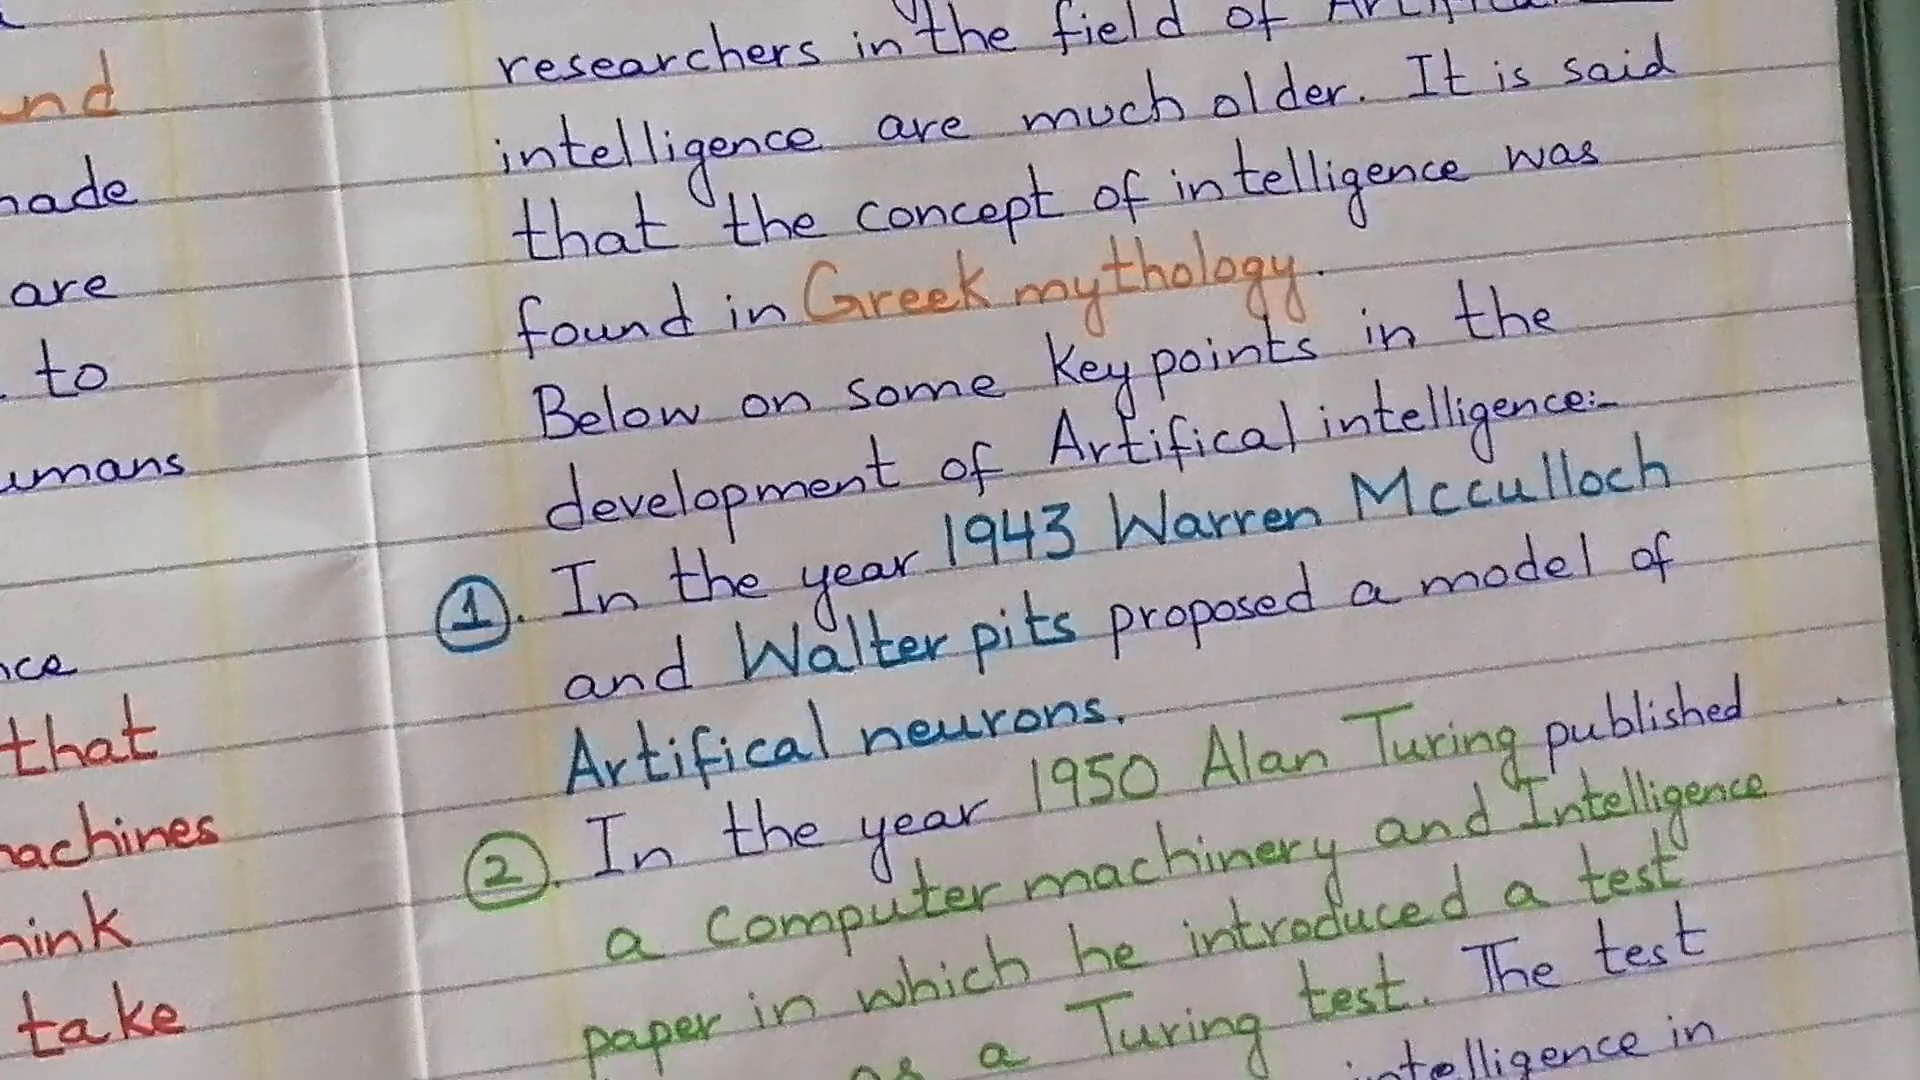 nd
made
are
to
umans
nce
that
machines
hink
take
researchers in the field of
intelligence are much older. It is said
that the concept of intelligence was
found in Greek mythology.
Below on some key points in the
development of Artifical intelligence:-
①. In the year 1943 Warren Mcculloch
and Walter pits proposed a model of
Artifical neurons.
②. In the year 1950 Alan Turing published
a Computer machinery and Intelligence
paper in which he introduced a test
as a Turing test. The test
intelligence in